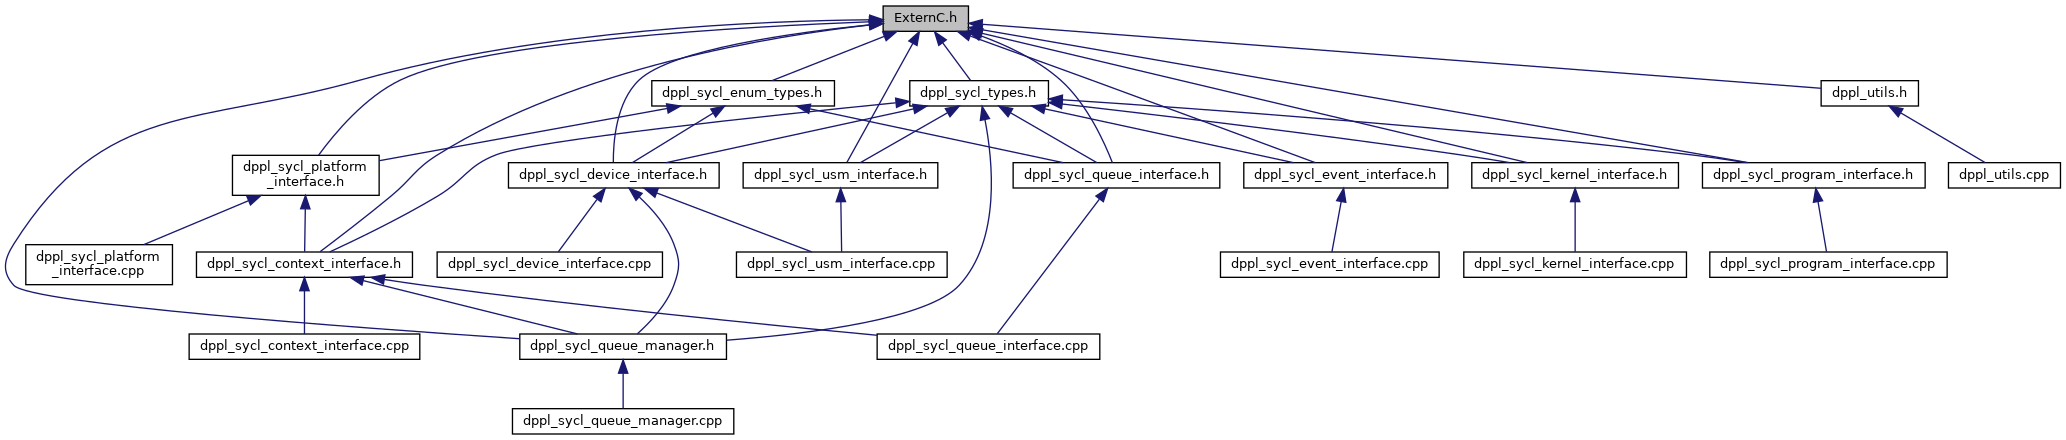 ExternC.h
dppl_sycl_enum_types.h
dppl_sycl_types.h
dppl_utils.h
dppl_sycl_platform
_interface.h
dppl_sycl_device_interface.h
dppl_sycl_usm_interface.h
dppl_sycl_queue_interface.h
dppl_sycl_event_interface.h
dppl_sycl_kernel_interface.h
dppl_sycl_program_interface.h
dppl_utils.cpp
dppl_sycl_platform
_interface.cpp
dppl_sycl_context_interface.h
dppl_sycl_device_interface.cpp
dppl_sycl_usm_interface.cpp
dppl_sycl_event_interface.cpp
dppl_sycl_kernel_interface.cpp
dppl_sycl_program_interface.cpp
dppl_sycl_context_interface.cpp
dppl_sycl_queue_manager.h
dppl_sycl_queue_interface.cpp
dppl_sycl_queue_manager.cpp